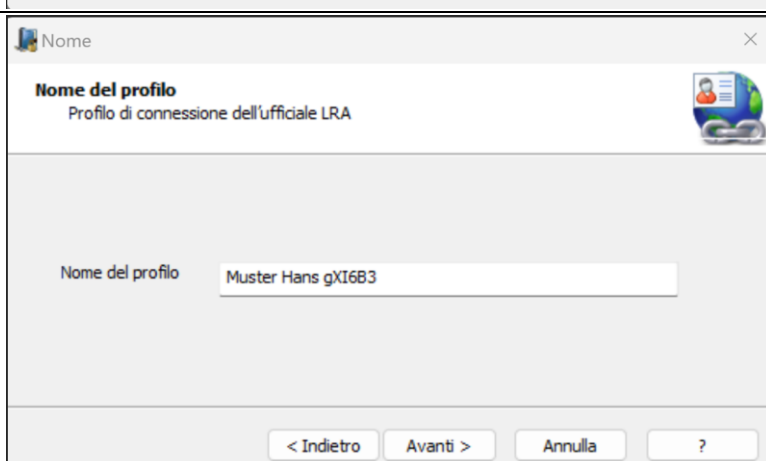 Nome
Nome del profilo
Profilo di connessione dell'ufficiale LRA
Nome del profilo
Muster Hans gXI6B3
< Indietro
Avanti >
Annulla
?